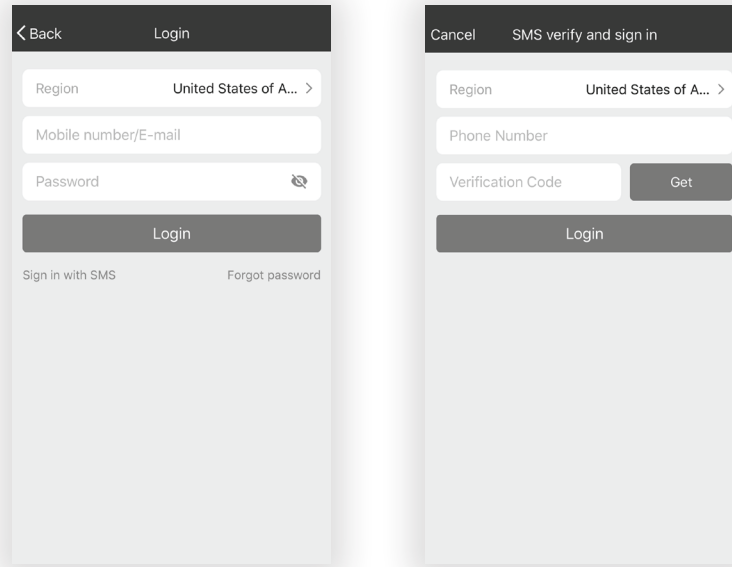 Back
Login
Region
United States of A...
Mobile number/E-mail
Password
Login
Sign in with SMS
Forgot password
Cancel
SMS verify and sign in
Region
United States of A...
Phone Number
Verification Code
Get
Login